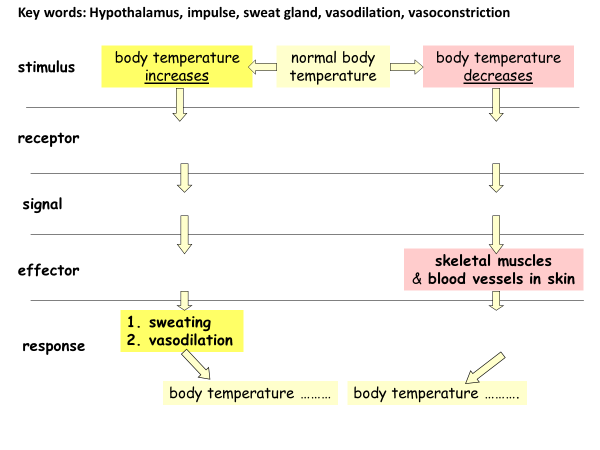 Key words: Hypothalamus, impulse, sweat gland, vasodilation, vasoconstriction
stimulus
body temperature
increases
normal body
temperature
body temperature
decreases
receptor
signal
effector
skeletal muscles
& blood vessels in skin
response
1. sweating
2. vasodilation
body temperature ………
body temperature ……….